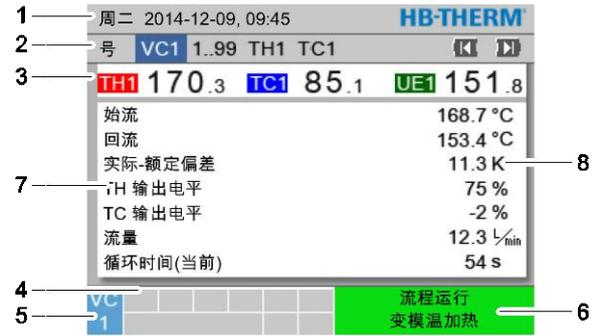 1 周二 2014-12-09, 09:45 HB-THERM
2 号 VC1 1..99 TH1 TC1
3 TH1 170.3 TC1 85.1 UE1 151.8
始流 168.7 °C
回流 153.4 °C
实际-额定偏差 11.3 K 8
7 TH 输出电平 75 %
TC 输出电平 -2 %
流量 12.3 L/min
循环时间(当前) 54 s
4 VC 流程运行
5 1 变模温加热 6